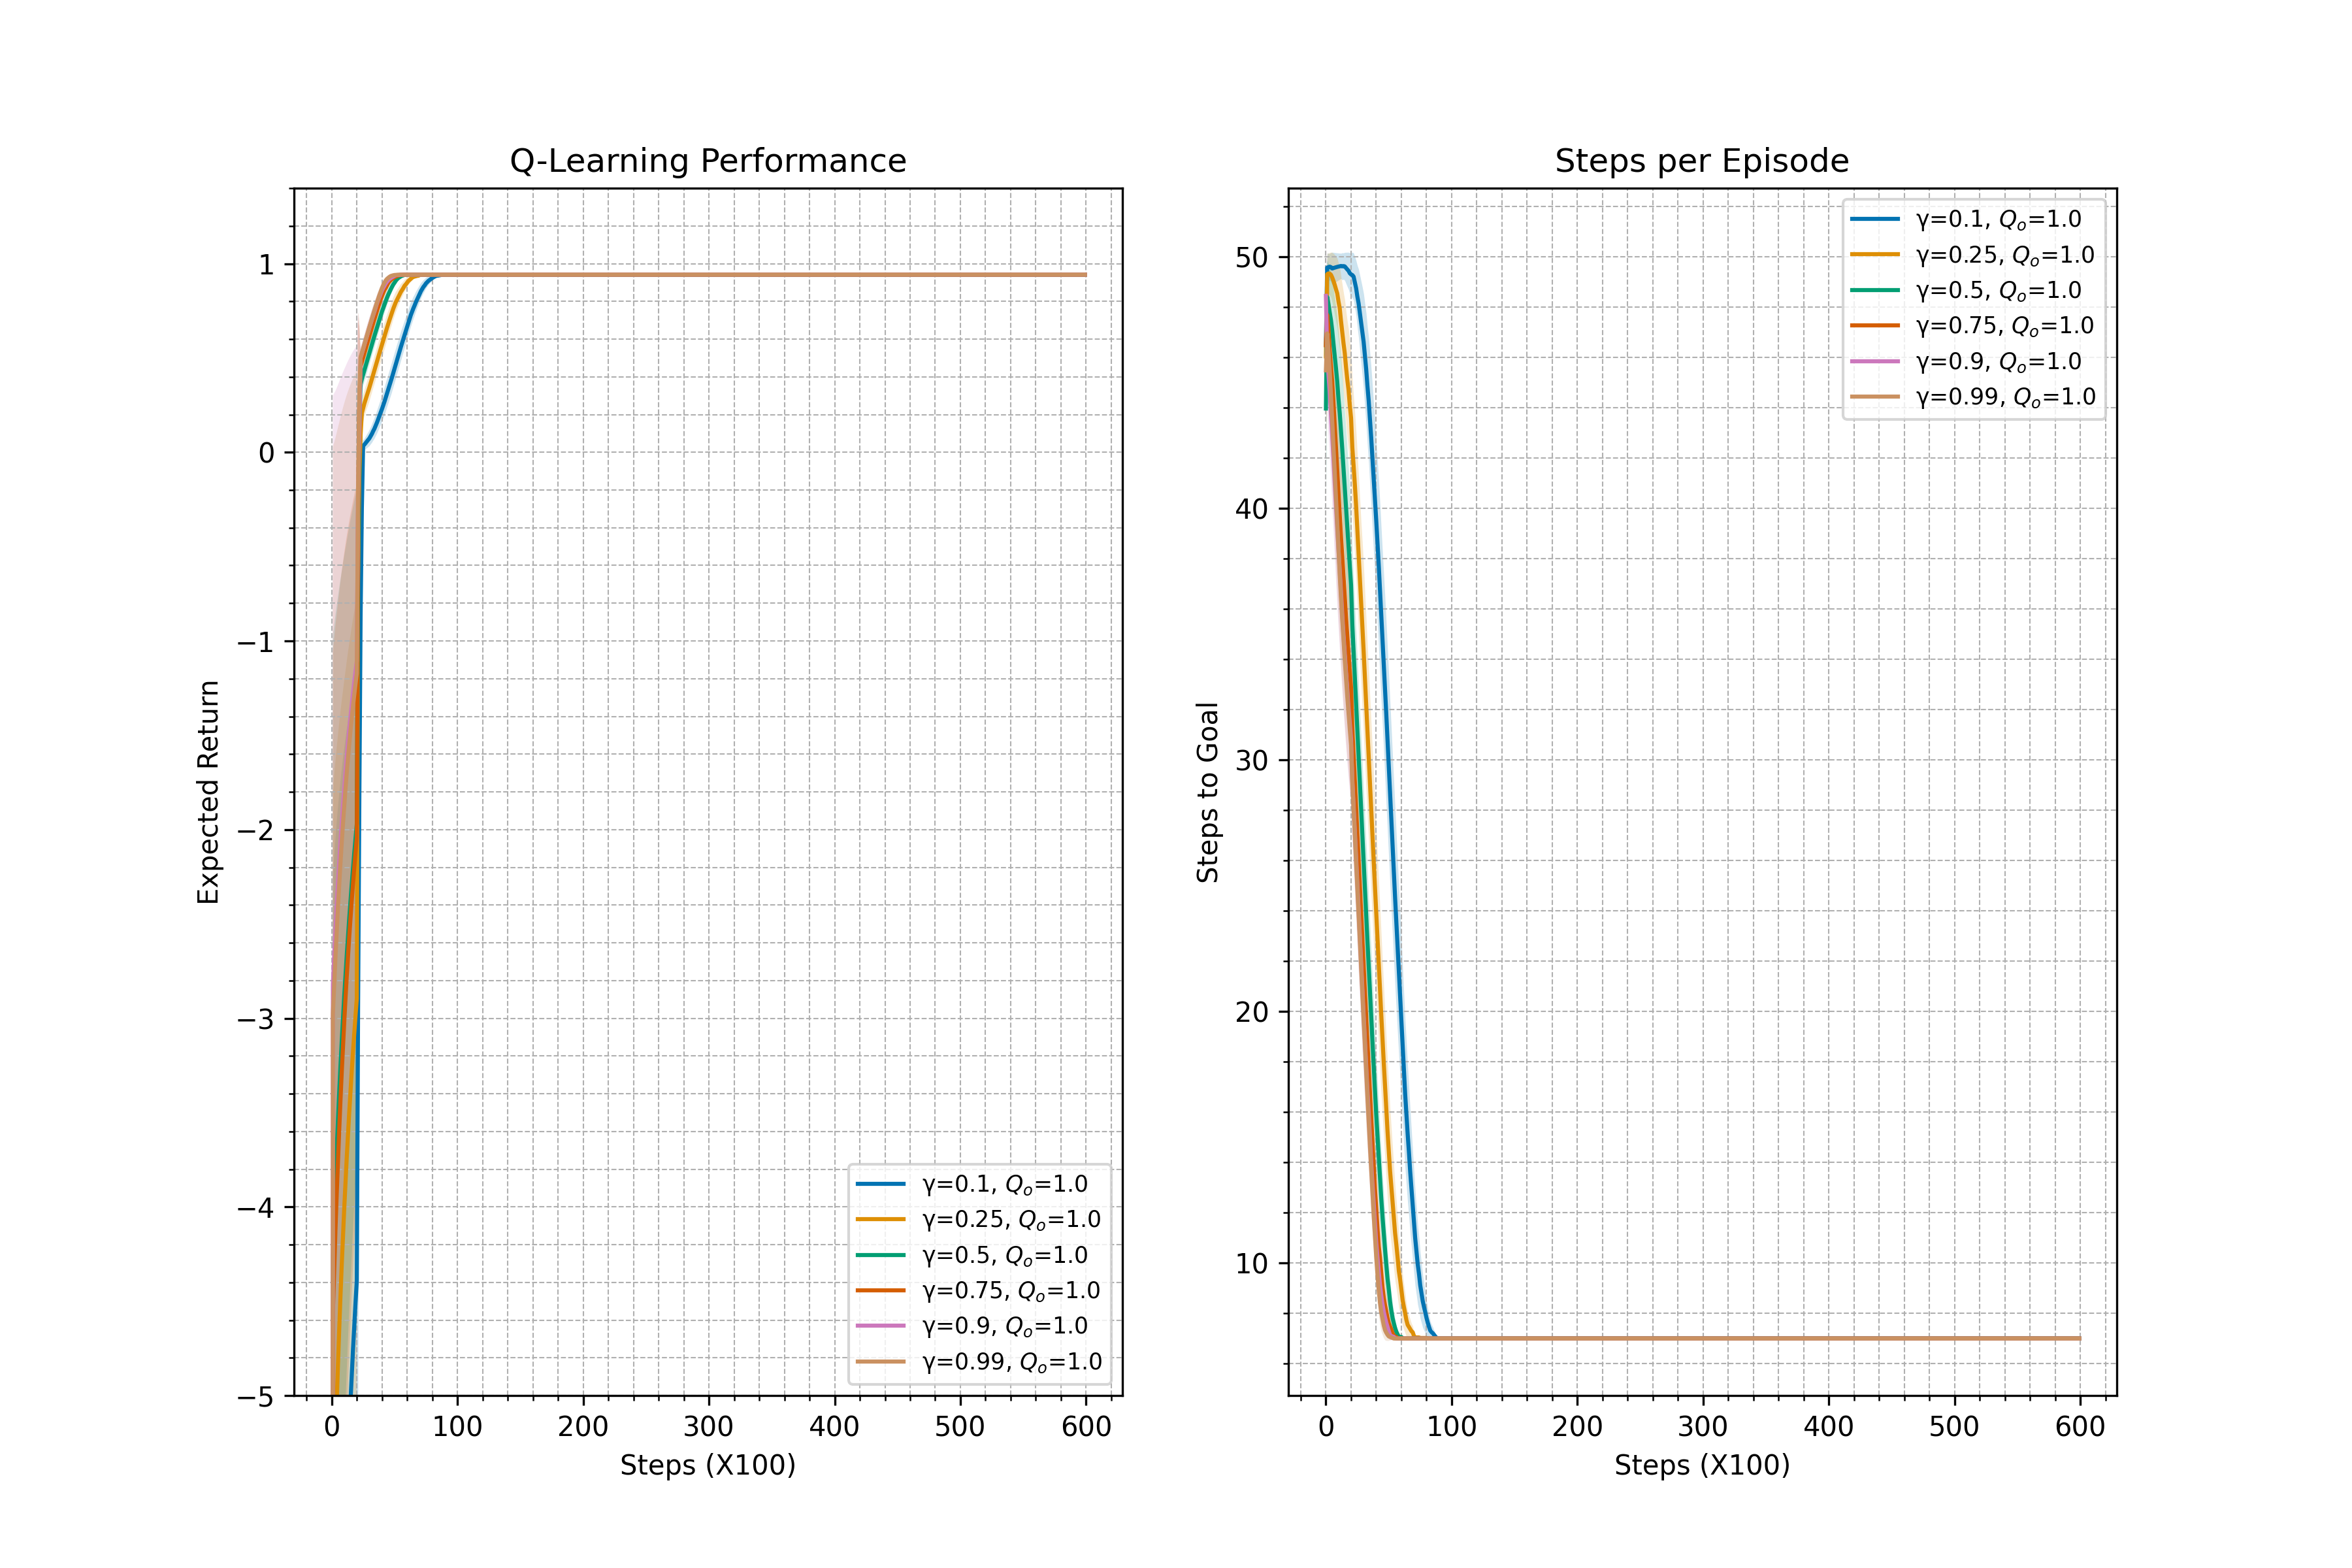 Q-Learning Performance
Expected Return
1
0
−1
−2
−3
−4
−5
0 100 200 300 400 500 600
Steps (X100)
γ=0.1, Qₒ=1.0
γ=0.25, Qₒ=1.0
γ=0.5, Qₒ=1.0
γ=0.75, Qₒ=1.0
γ=0.9, Qₒ=1.0
γ=0.99, Qₒ=1.0
Steps per Episode
Steps to Goal
50
40
30
20
10
0 100 200 300 400 500 600
Steps (X100)
γ=0.1, Qₒ=1.0
γ=0.25, Qₒ=1.0
γ=0.5, Qₒ=1.0
γ=0.75, Qₒ=1.0
γ=0.9, Qₒ=1.0
γ=0.99, Qₒ=1.0